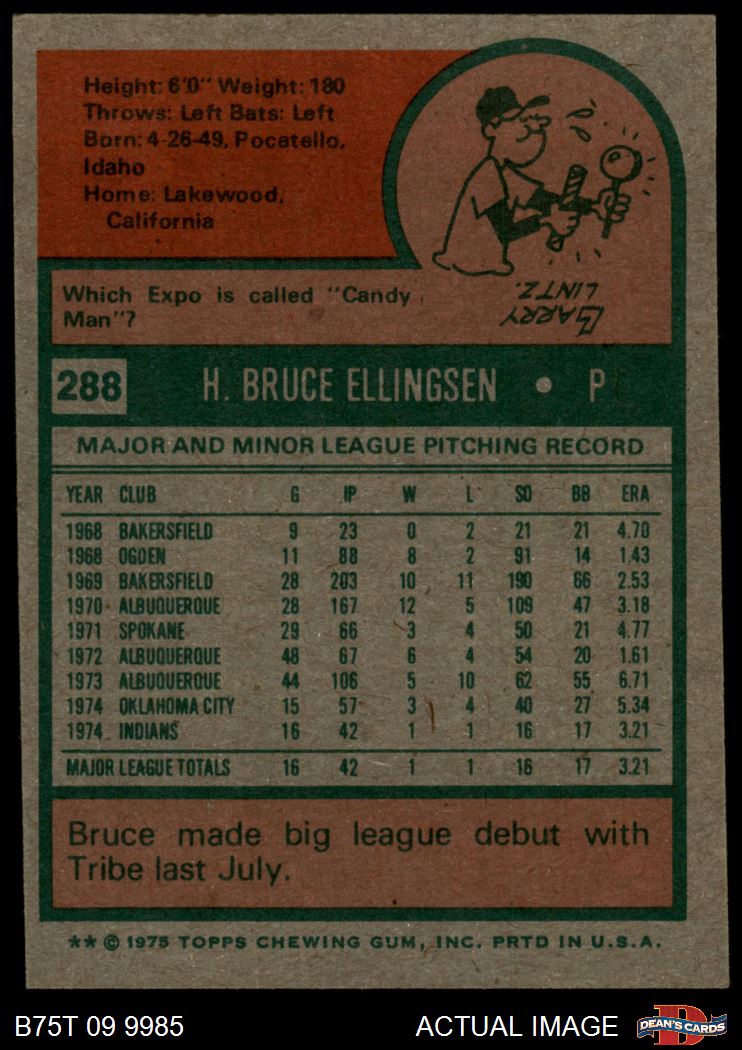 Height: 6'0" Weight: 180
Throws: Left Bats: Left
Born: 4-26-49, Pocatello,
Idaho
Home: Lakewood,
California
Which Expo is called "Candy
Man"?
LARRY
LINTZ.
288 H. BRUCE ELLINGSEN • P
MAJOR AND MINOR LEAGUE PITCHING RECORD
YEAR CLUB G IP W L SO BB ERA
1968 BAKERSFIELD 9 23 0 2 21 21 4.70
1968 OGDEN 11 88 8 2 91 14 1.43
1969 BAKERSFIELD 28 203 10 11 190 66 2.53
1970 ALBUQUERQUE 28 167 12 5 109 47 3.18
1971 SPOKANE 29 66 3 4 50 21 4.77
1972 ALBUQUERQUE 48 67 6 4 54 20 1.61
1973 ALBUQUERQUE 44 106 5 10 62 55 6.71
1974 OKLAHOMA CITY 15 57 3 4 40 27 5.34
1974 INDIANS 16 42 1 1 16 17 3.21
MAJOR LEAGUE TOTALS 16 42 1 1 16 17 3.21
Bruce made big league debut with
Tribe last July.
** © 1975 TOPPS CHEWING GUM, INC. PRTD IN U.S.A.
B75T 09 9985 ACTUAL IMAGE D DEAN'S CARDS